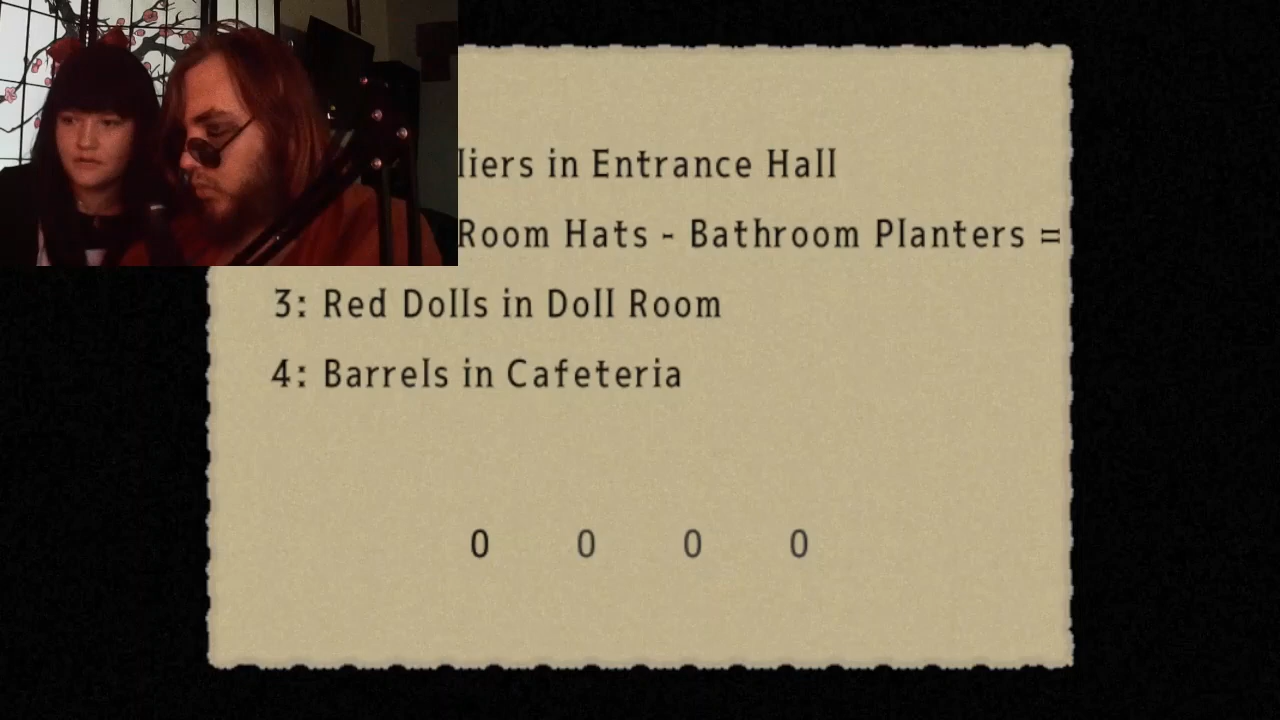 in Entrance Hall
Room Hats - Bathroom Planters =
3: Red Dolls in Doll Room
4: Barrels in Cafeteria
0 0 0 0